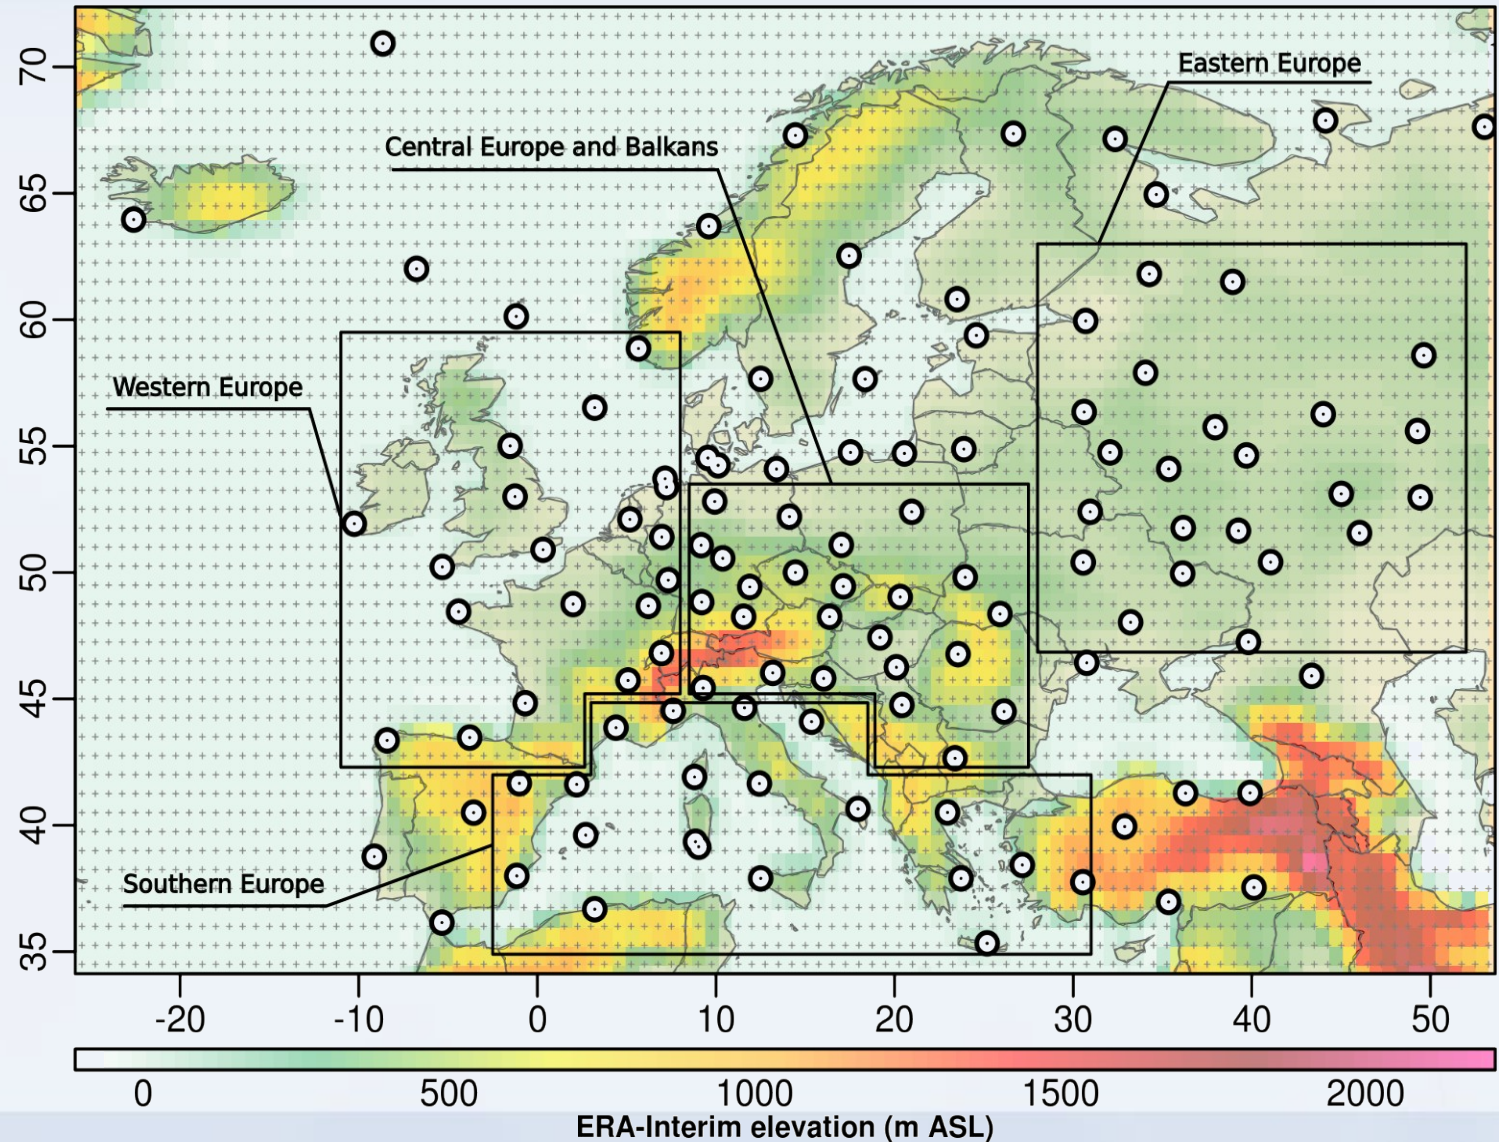 70
65
60
55
50
45
40
35
Eastern Europe
Central Europe and Balkans
Western Europe
Southern Europe
-20 -10 0 10 20 30 40 50
0 500 1000 1500 2000
ERA-Interim elevation (m ASL)